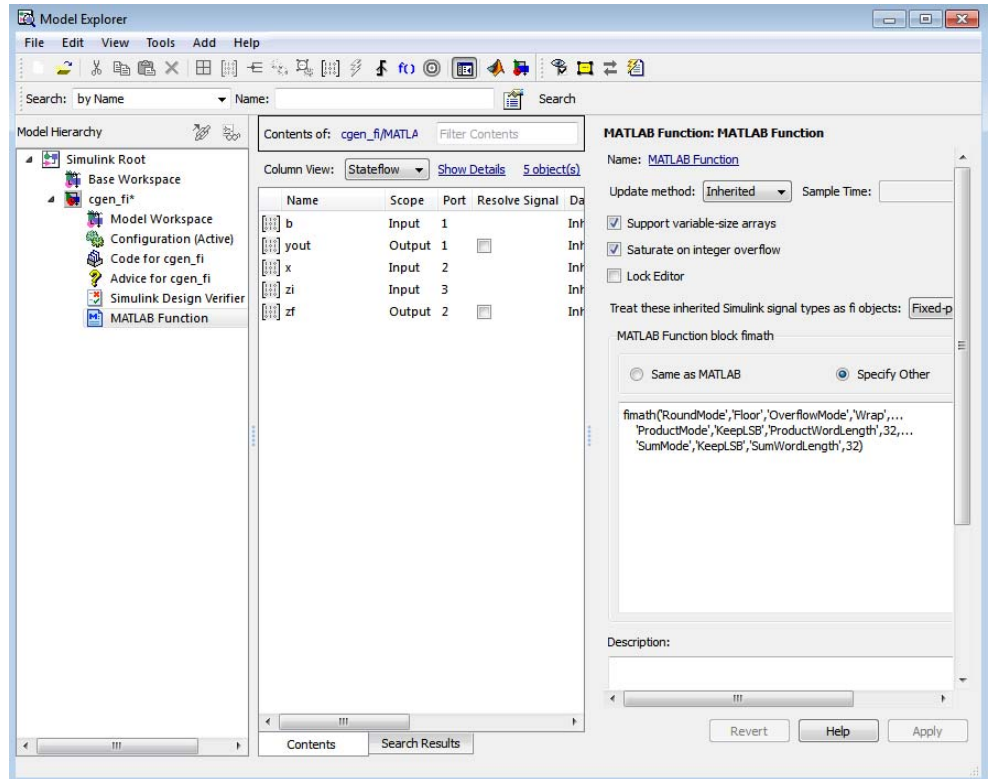 Model Explorer
File Edit View Tools Add Help
Search: by Name Name: Search
Model Hierarchy
Simulink Root
Base Workspace
cgen_fi*
Model Workspace
Configuration (Active)
Code for cgen_fi
Advice for cgen_fi
Simulink Design Verifier
MATLAB Function
Contents of: cgen_fi/MATLA Filter Contents
Column View: Stateflow Show Details 5 object(s)
Name Scope Port Resolve Signal Da
b Input 1 Inh
yout Output 1 Inh
x Input 2 Inh
zi Input 3 Inh
zf Output 2 Inh
Contents Search Results
MATLAB Function: MATLAB Function
Name: MATLAB Function
Update method: Inherited Sample Time:
Support variable-size arrays
Saturate on integer overflow
Lock Editor
Treat these inherited Simulink signal types as fi objects: Fixed-p
MATLAB Function block fimath
Same as MATLAB Specify Other
fimath('RoundMode','Floor','OverflowMode','Wrap',...
'ProductMode','KeepLSB','ProductWordLength',32,...
'SumMode','KeepLSB','SumWordLength',32)
Description:
Revert Help Apply